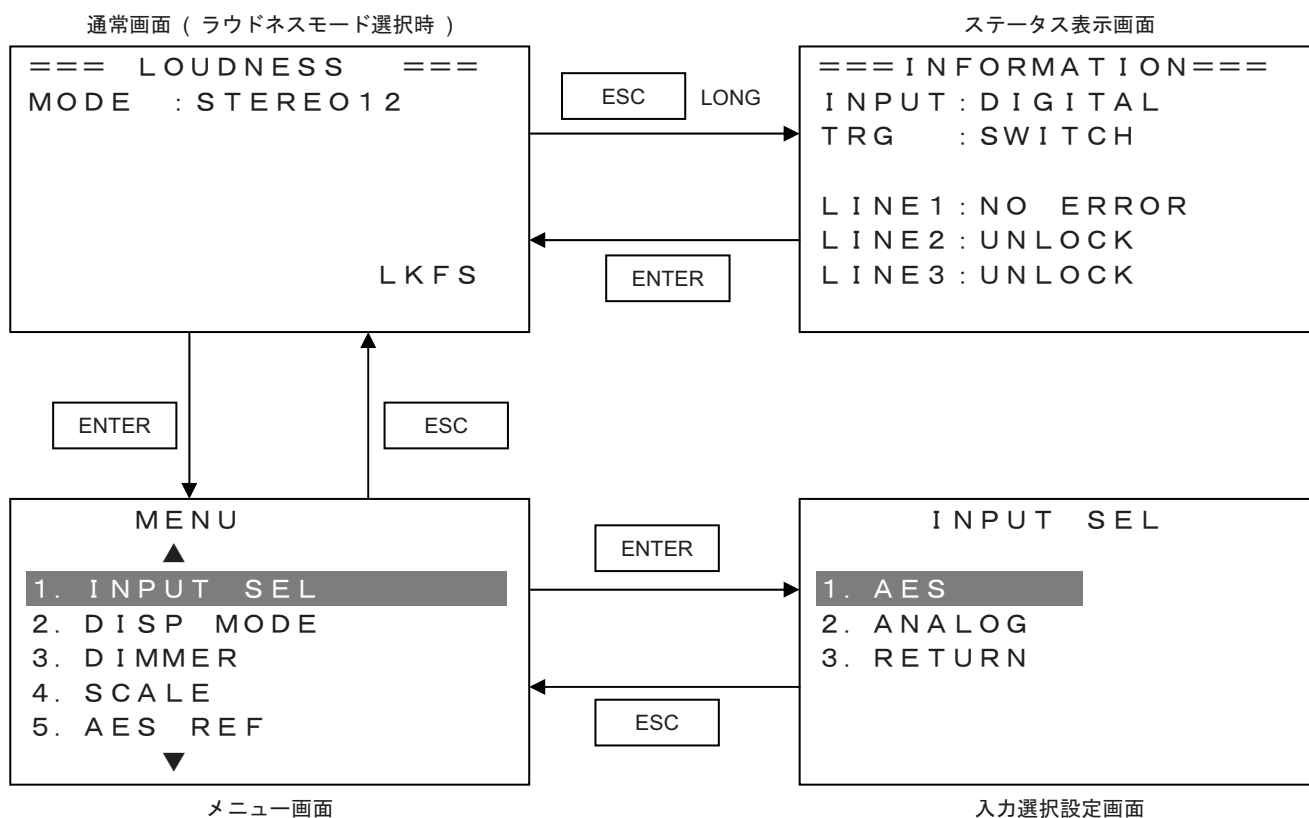 通常画面 ( ラウドネスモード選択時 )
=== LOUDNESS ===
MODE :STEREO12
LKFS
ESC LONG
ENTER
ステータス表示画面
===INFORMATION===
INPUT:DIGITAL
TRG :SWITCH
LINE1:NO ERROR
LINE2:UNLOCK
LINE3:UNLOCK
ENTER
ESC
MENU
▲
1. INPUT SEL
2. DISP MODE
3. DIMMER
4. SCALE
5. AES REF
▼
メニュー画面
ENTER
ESC
INPUT SEL
1. AES
2. ANALOG
3. RETURN
入力選択設定画面